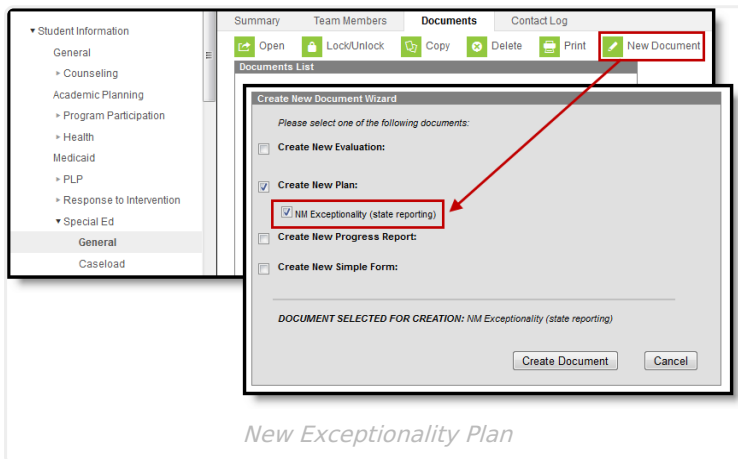 ▾ Student Information
General
▹ Counseling
Academic Planning
▹ Program Participation
▹ Health
Medicaid
▹ PLP
▹ Response to Intervention
▾ Special Ed
General
Caseload
Summary Team Members Documents Contact Log
Open Lock/Unlock Copy Delete Print New Document
Documents List
Create New Document Wizard
Please select one of the following documents:
Create New Evaluation:
Create New Plan:
NM Exceptionality (state reporting)
Create New Progress Report:
Create New Simple Form:
DOCUMENT SELECTED FOR CREATION: NM Exceptionality (state reporting)
Create Document Cancel
New Exceptionality Plan